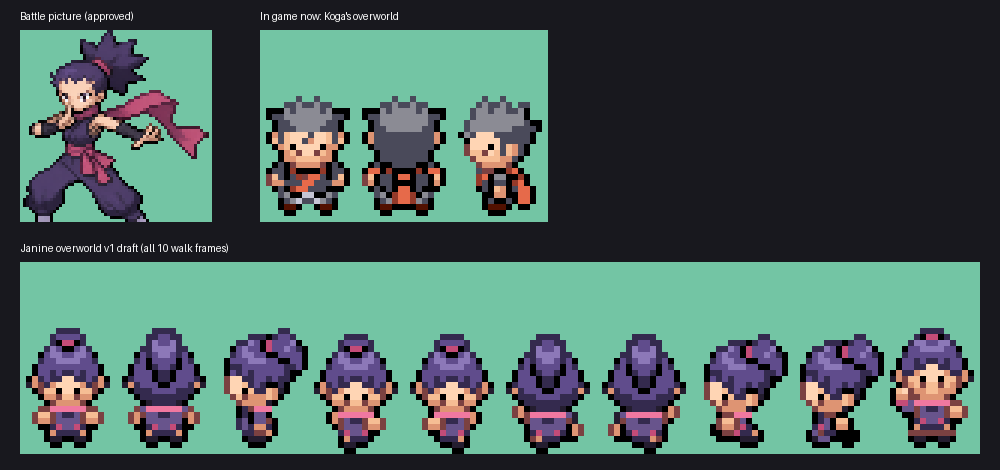 Battle picture (approved)
In game now: Koga's overworld
Janine overworld v1 draft (all 10 walk frames)